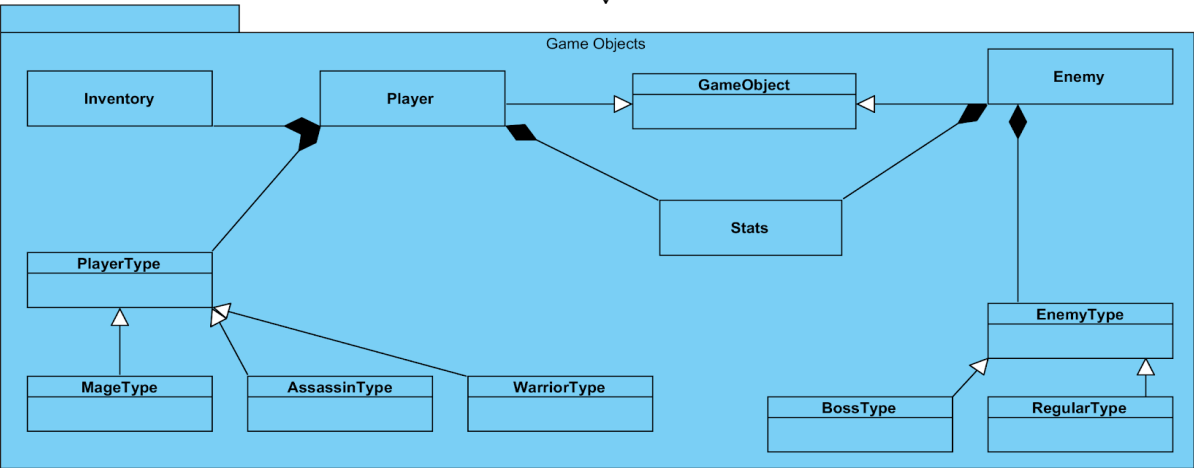 Game Objects
Inventory
Player
GameObject
Enemy
Stats
PlayerType
EnemyType
MageType
AssassinType
WarriorType
BossType
RegularType